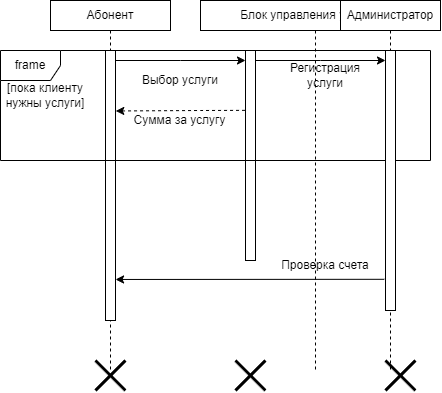 Абонент
Блок управления
Администратор
frame
[пока клиенту
нужны услуги]
Выбор услуги
Регистрация
услуги
Сумма за услугу
Проверка счета